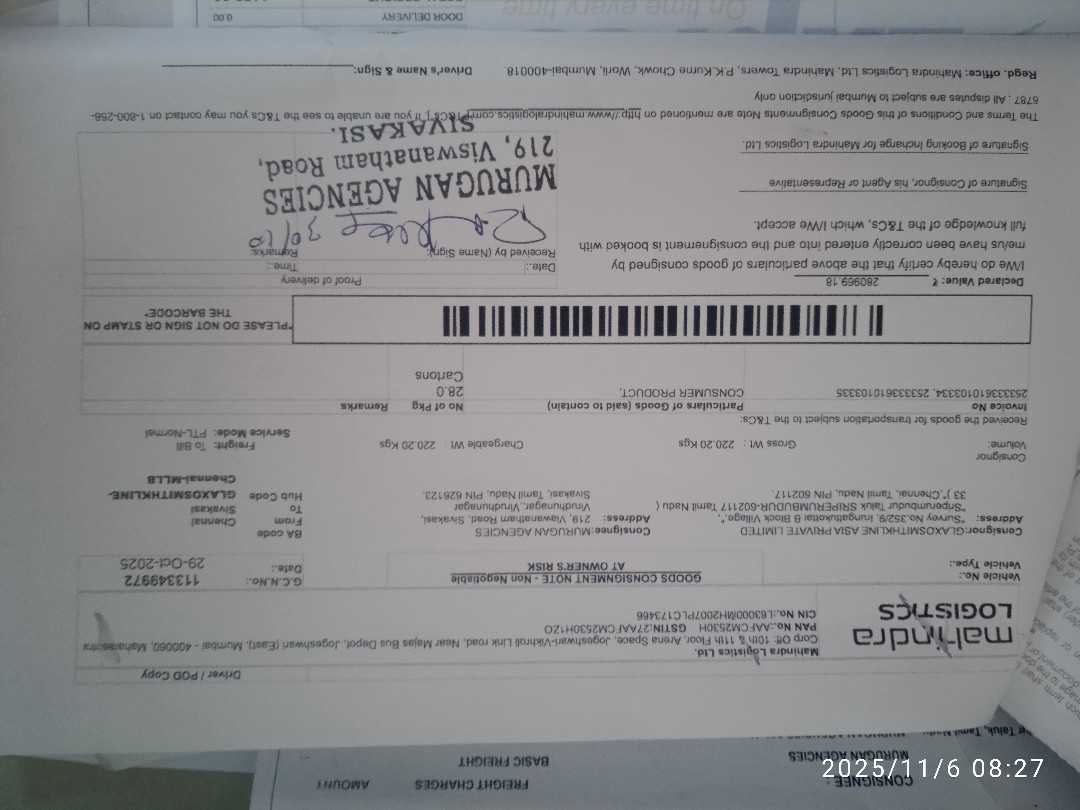 Driver / POD Copy
mahindra
LOGISTICS
Mahindra Logistics Ltd.
Corp Off: 10th & 11th Floor, Arena Space, Jogeshwari-Vikhroli Link road, Near Majas Bus Depot, Jogeshwari (East), Mumbai - 400060, Maharashtra
PAN No.:AAFCM2530H GSTIN:27AAFCM2530H1ZO
CIN No.:L63000MH2007PLC173466
Vehicle No.:
Vehicle Type.:
GOODS CONSIGNMENT NOTE - Non Negotiable
AT OWNER'S RISK
G.C.N.No.: 113349972
Date.: 29-Oct-2025
Consignor:GLAXOSMITHKLINE ASIA PRIVATE LIMITED
Address: "Survey No.352/9, Irungattukottai B Block Village,",
"Sriperumbudur Taluk SRIPERUMBUDUR-602117 Tamil Nadu (
33 )",Chennai, Tamil Nadu, PIN 602117.
Consignee:MURUGAN AGENCIES
Address: 219, Viswanatham Road, Sivakasi,
Virudhunagar, Virudhunagar,
Sivakasi, Tamil Nadu, PIN 626123.
BA code
From Chennai
To Sivakasi
Hub Code GLAXOSMITHKLINE-
Chennai-MLLB
Consignor
Volume:
Gross Wt : 220.20 Kgs
Chargeable Wt : 220.20 Kgs
Freight: To Bill
Service Mode: PTL-Normal
Received the goods for transportation subject to the T&Cs:
Invoice No
Particulars of Goods (said to contain)
No of Pkg
Remarks
2533336101103334, 2533336101103335
CONSUMER PRODUCT,
28.0
Cartons
"PLEASE DO NOT SIGN OR STAMP ON
THE BARCODE"
Declared Value: ₹ 280969.18
I/We do hereby certify that the above particulars of goods consigned by
me/us have been correctly entered into and the consignment is booked with
full knowledge of the T&Cs, which I/We accept.
Signature of Consignor, his Agent or Representative
Signature of Booking Incharge for Mahindra Logistics Ltd.
Proof of delivery
Date.:
Time.:
Received by (Name & Sign):
Remarks:
30/10
MURUGAN AGENCIES
219, Viswanatham Road,
SIVAKASI.
The Terms and Conditions of this Goods Consignments Note are mentioned on http://www.mahindralogistics.com"T&Cs". If you are unable to see the T&Cs you may contact on 1-800-258-
6787 . All disputes are subject to Mumbai jurisdiction only
Regd. office: Mahindra Logistics Ltd, Mahindra Towers, P.K.Kurne Chowk, Worli, Mumbai-400018
Driver's Name & Sign:
On time every time
DOOR DELIVERY 0.00
CONSIGNEE :
MURUGAN AGENCIES
FREIGHT CHARGES
AMOUNT
BASIC FREIGHT
2025/11/6 08:27